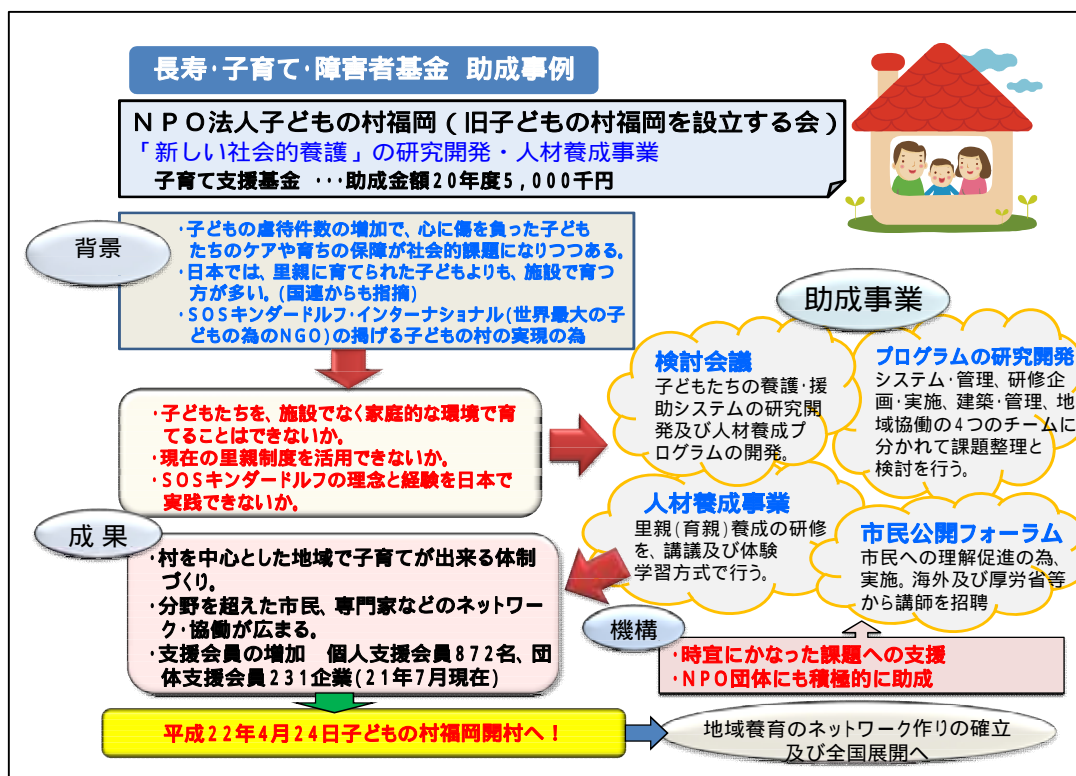 長寿・子育て・障害者基金 助成事例
NPO法人子どもの村福岡（旧子どもの村福岡を設立する会）
「新しい社会的養護」の研究開発・人材養成事業
子育て支援基金 ・・・助成金額20年度5,000千円
背景
・子どもの虐待件数の増加で、心に傷を負った子ども
たちのケアや育ちの保障が社会的課題になりつつある。
・日本では、里親に育てられた子どもよりも、施設で育つ
方が多い。(国連からも指摘)
・SOSキンダードルフ・インターナショナル(世界最大の子
どもの為のNGO)の掲げる子どもの村の実現の為
・子どもたちを、施設でなく家庭的な環境で育
てることはできないか。
・現在の里親制度を活用できないか。
・SOSキンダードルフの理念と経験を日本で
実践できないか。
助成事業
検討会議
子どもたちの養護・援
助システムの研究開
発及び人材養成プ
ログラムの開発。
プログラムの研究開発
システム・管理、研修企
画・実施、建築・管理、地
域協働の4つのチームに
分かれて課題整理と
検討を行う。
人材養成事業
里親(育親)養成の研修
を、講議及び体験
学習方式で行う。
市民公開フォーラム
市民への理解促進の為、
実施。海外及び厚労省等
から講師を招聘
機構
・時宜にかなった課題への支援
・NPO団体にも積極的に助成
成果
・村を中心とした地域で子育てが出来る体制
づくり。
・分野を超えた市民、専門家などのネットワー
ク・協働が広まる。
・支援会員の増加　個人支援会員872名、団
体支援会員231企業(21年7月現在)
平成22年4月24日子どもの村福岡開村へ！
地域養育のネットワーク作りの確立
及び全国展開へ